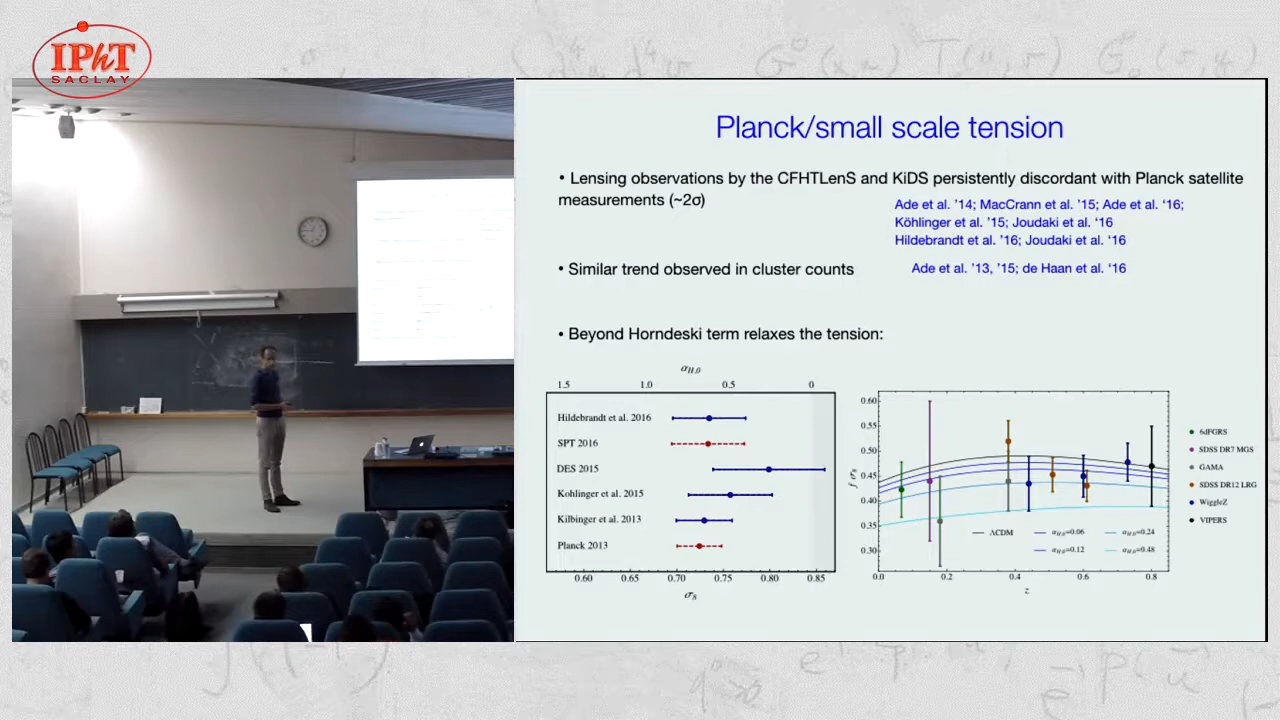 IPhT
SACLAY
Planck/small scale tension
• Lensing observations by the CFHTLenS and KiDS persistently discordant with Planck satellite
measurements (~2σ)
Ade et al. '14; MacCrann et al. '15; Ade et al. '16;
Köhlinger et al. '15; Joudaki et al. '16
Hildebrandt et al. '16; Joudaki et al. '16
• Similar trend observed in cluster counts
Ade et al. '13, '15; de Haan et al. '16
• Beyond Horndeski term relaxes the tension:
α_H,0
1.5 1.0 0.5 0
Hildebrandt et al. 2016
SPT 2016
DES 2015
Kohlinger et al. 2015
Kilbinger et al. 2013
Planck 2013
0.60 0.65 0.70 0.75 0.80 0.85
σ8
0.60
0.55
0.50
0.45
0.40
0.35
0.30
f σ8
ΛCDM
α_H,0=0.06
α_H,0=0.24
α_H,0=0.12
α_H,0=0.48
0.0 0.2 0.4 0.6 0.8
z
6dFGRS
SDSS DR7 MGS
GAMA
SDSS DR12 LRG
WiggleZ
VIPERS